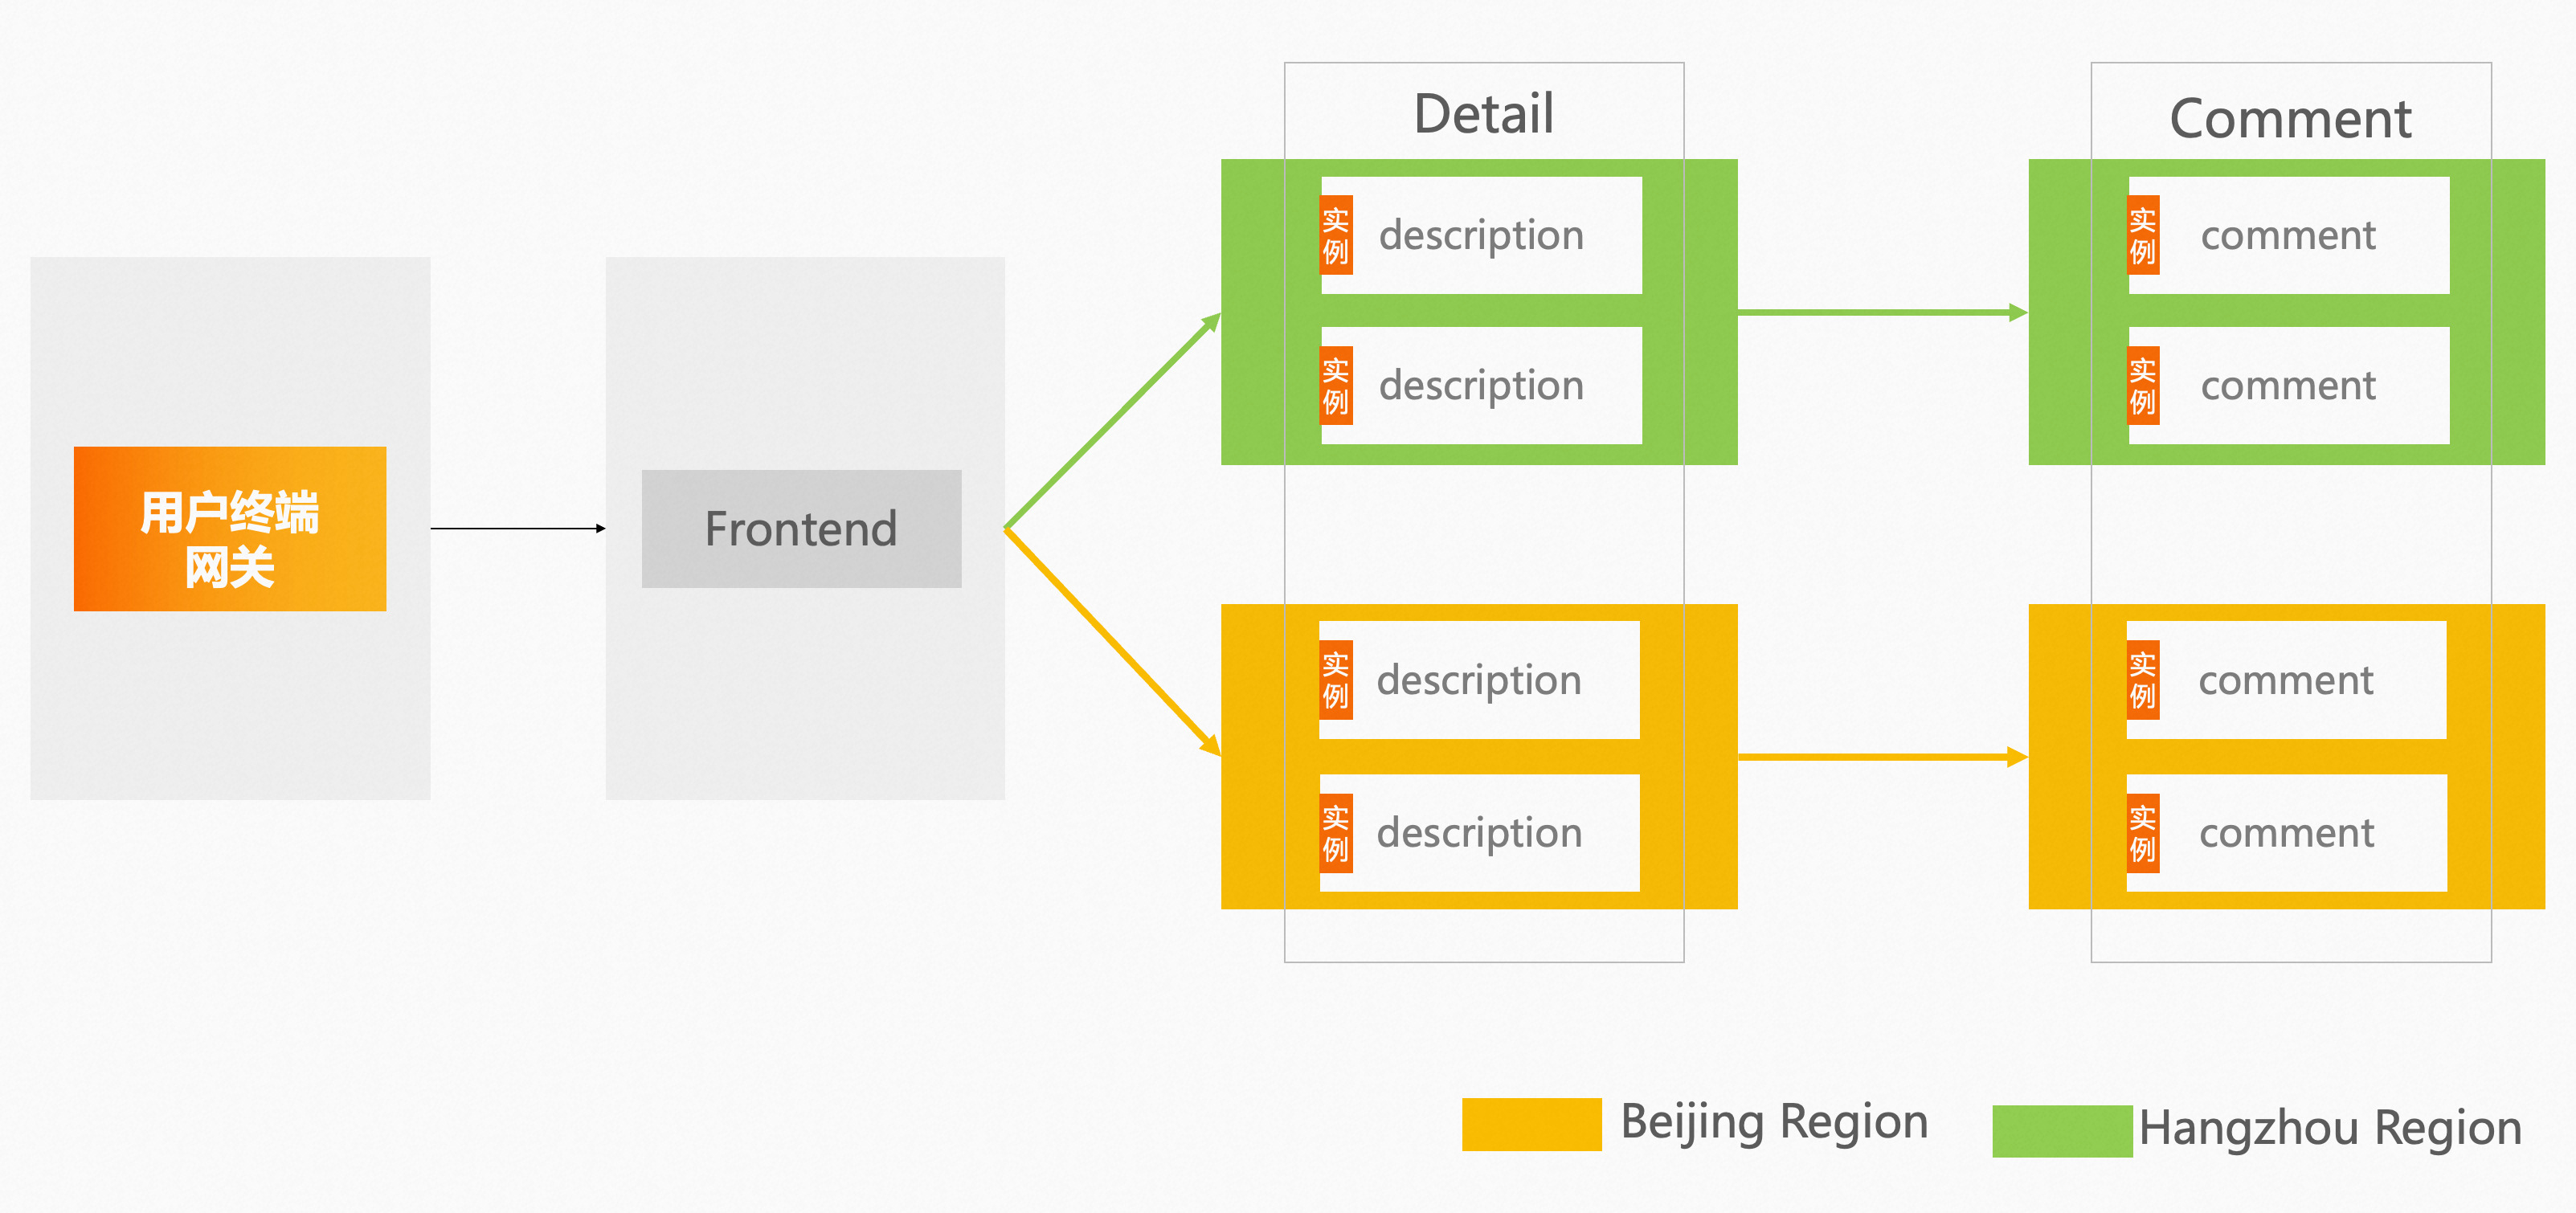 用户终端
网关
Frontend
Detail
实
例
description
实
例
description
实
例
description
实
例
description
Comment
实
例
comment
实
例
comment
实
例
comment
实
例
comment
Beijing Region
Hangzhou Region